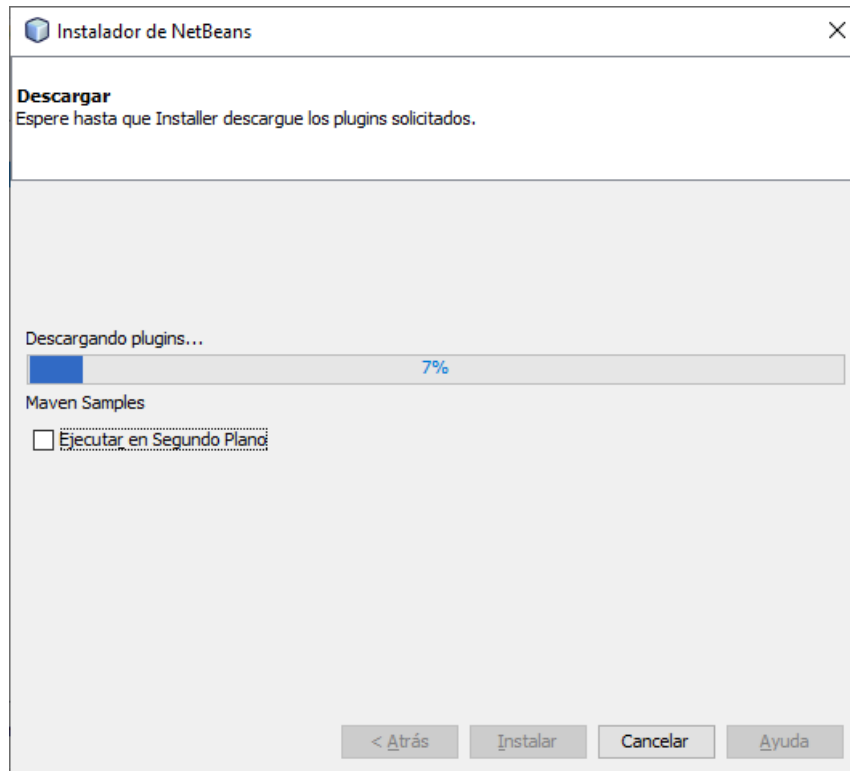 Instalador de NetBeans
Descargar
Espere hasta que Installer descargue los plugins solicitados.
Descargando plugins...
7%
Maven Samples
Ejecutar en Segundo Plano
< Atrás Instalar Cancelar Ayuda